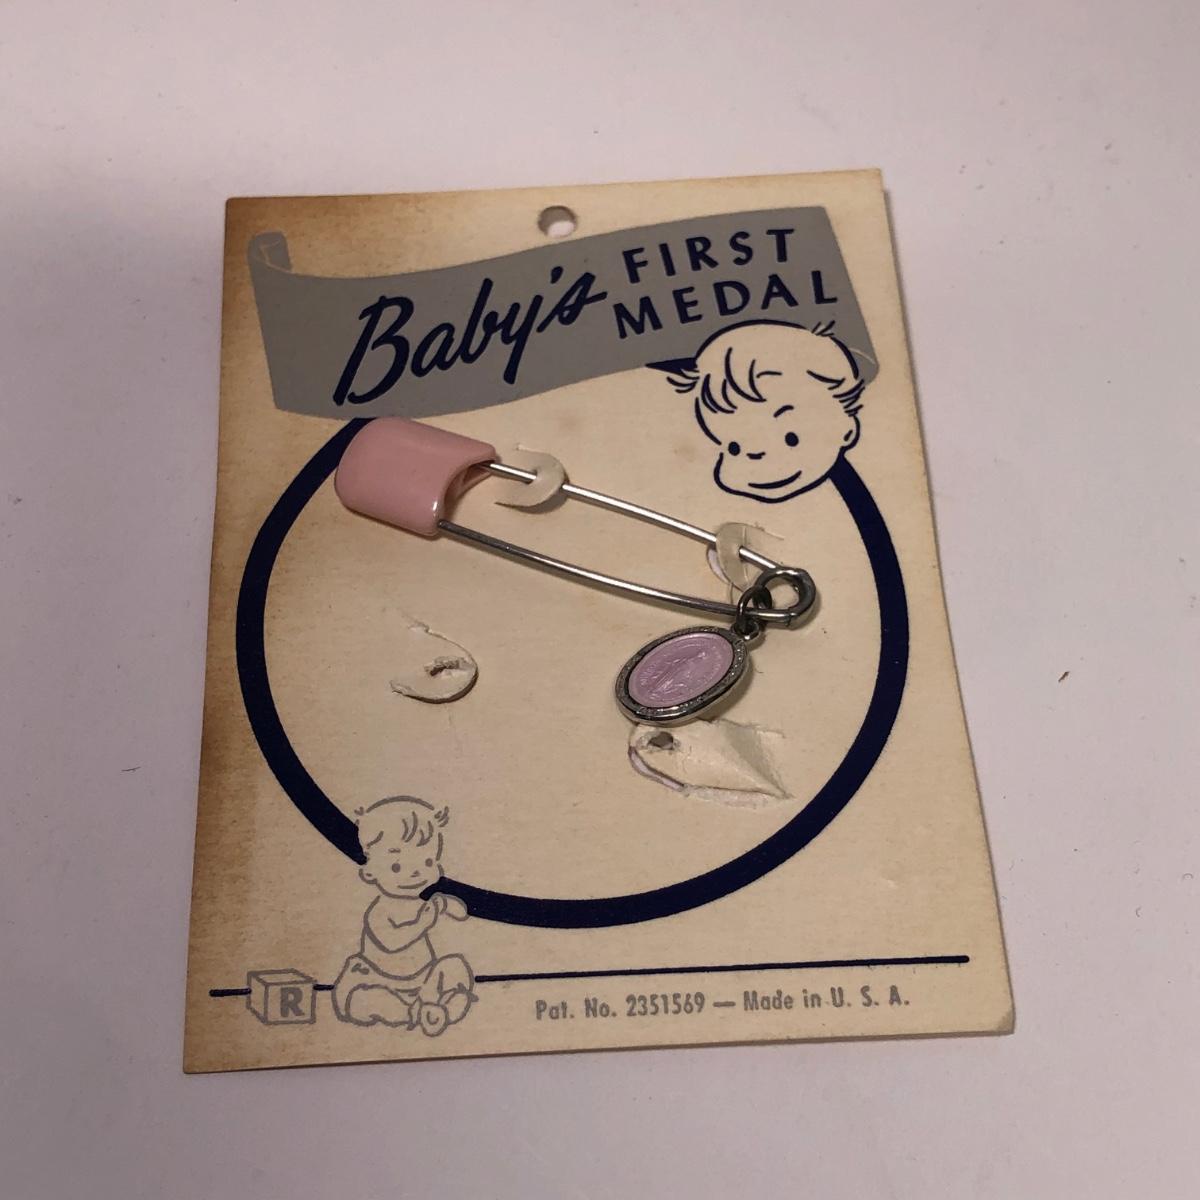 Baby's FIRST
MEDAL
R
Pat. No. 2351569 — Made in U. S. A.